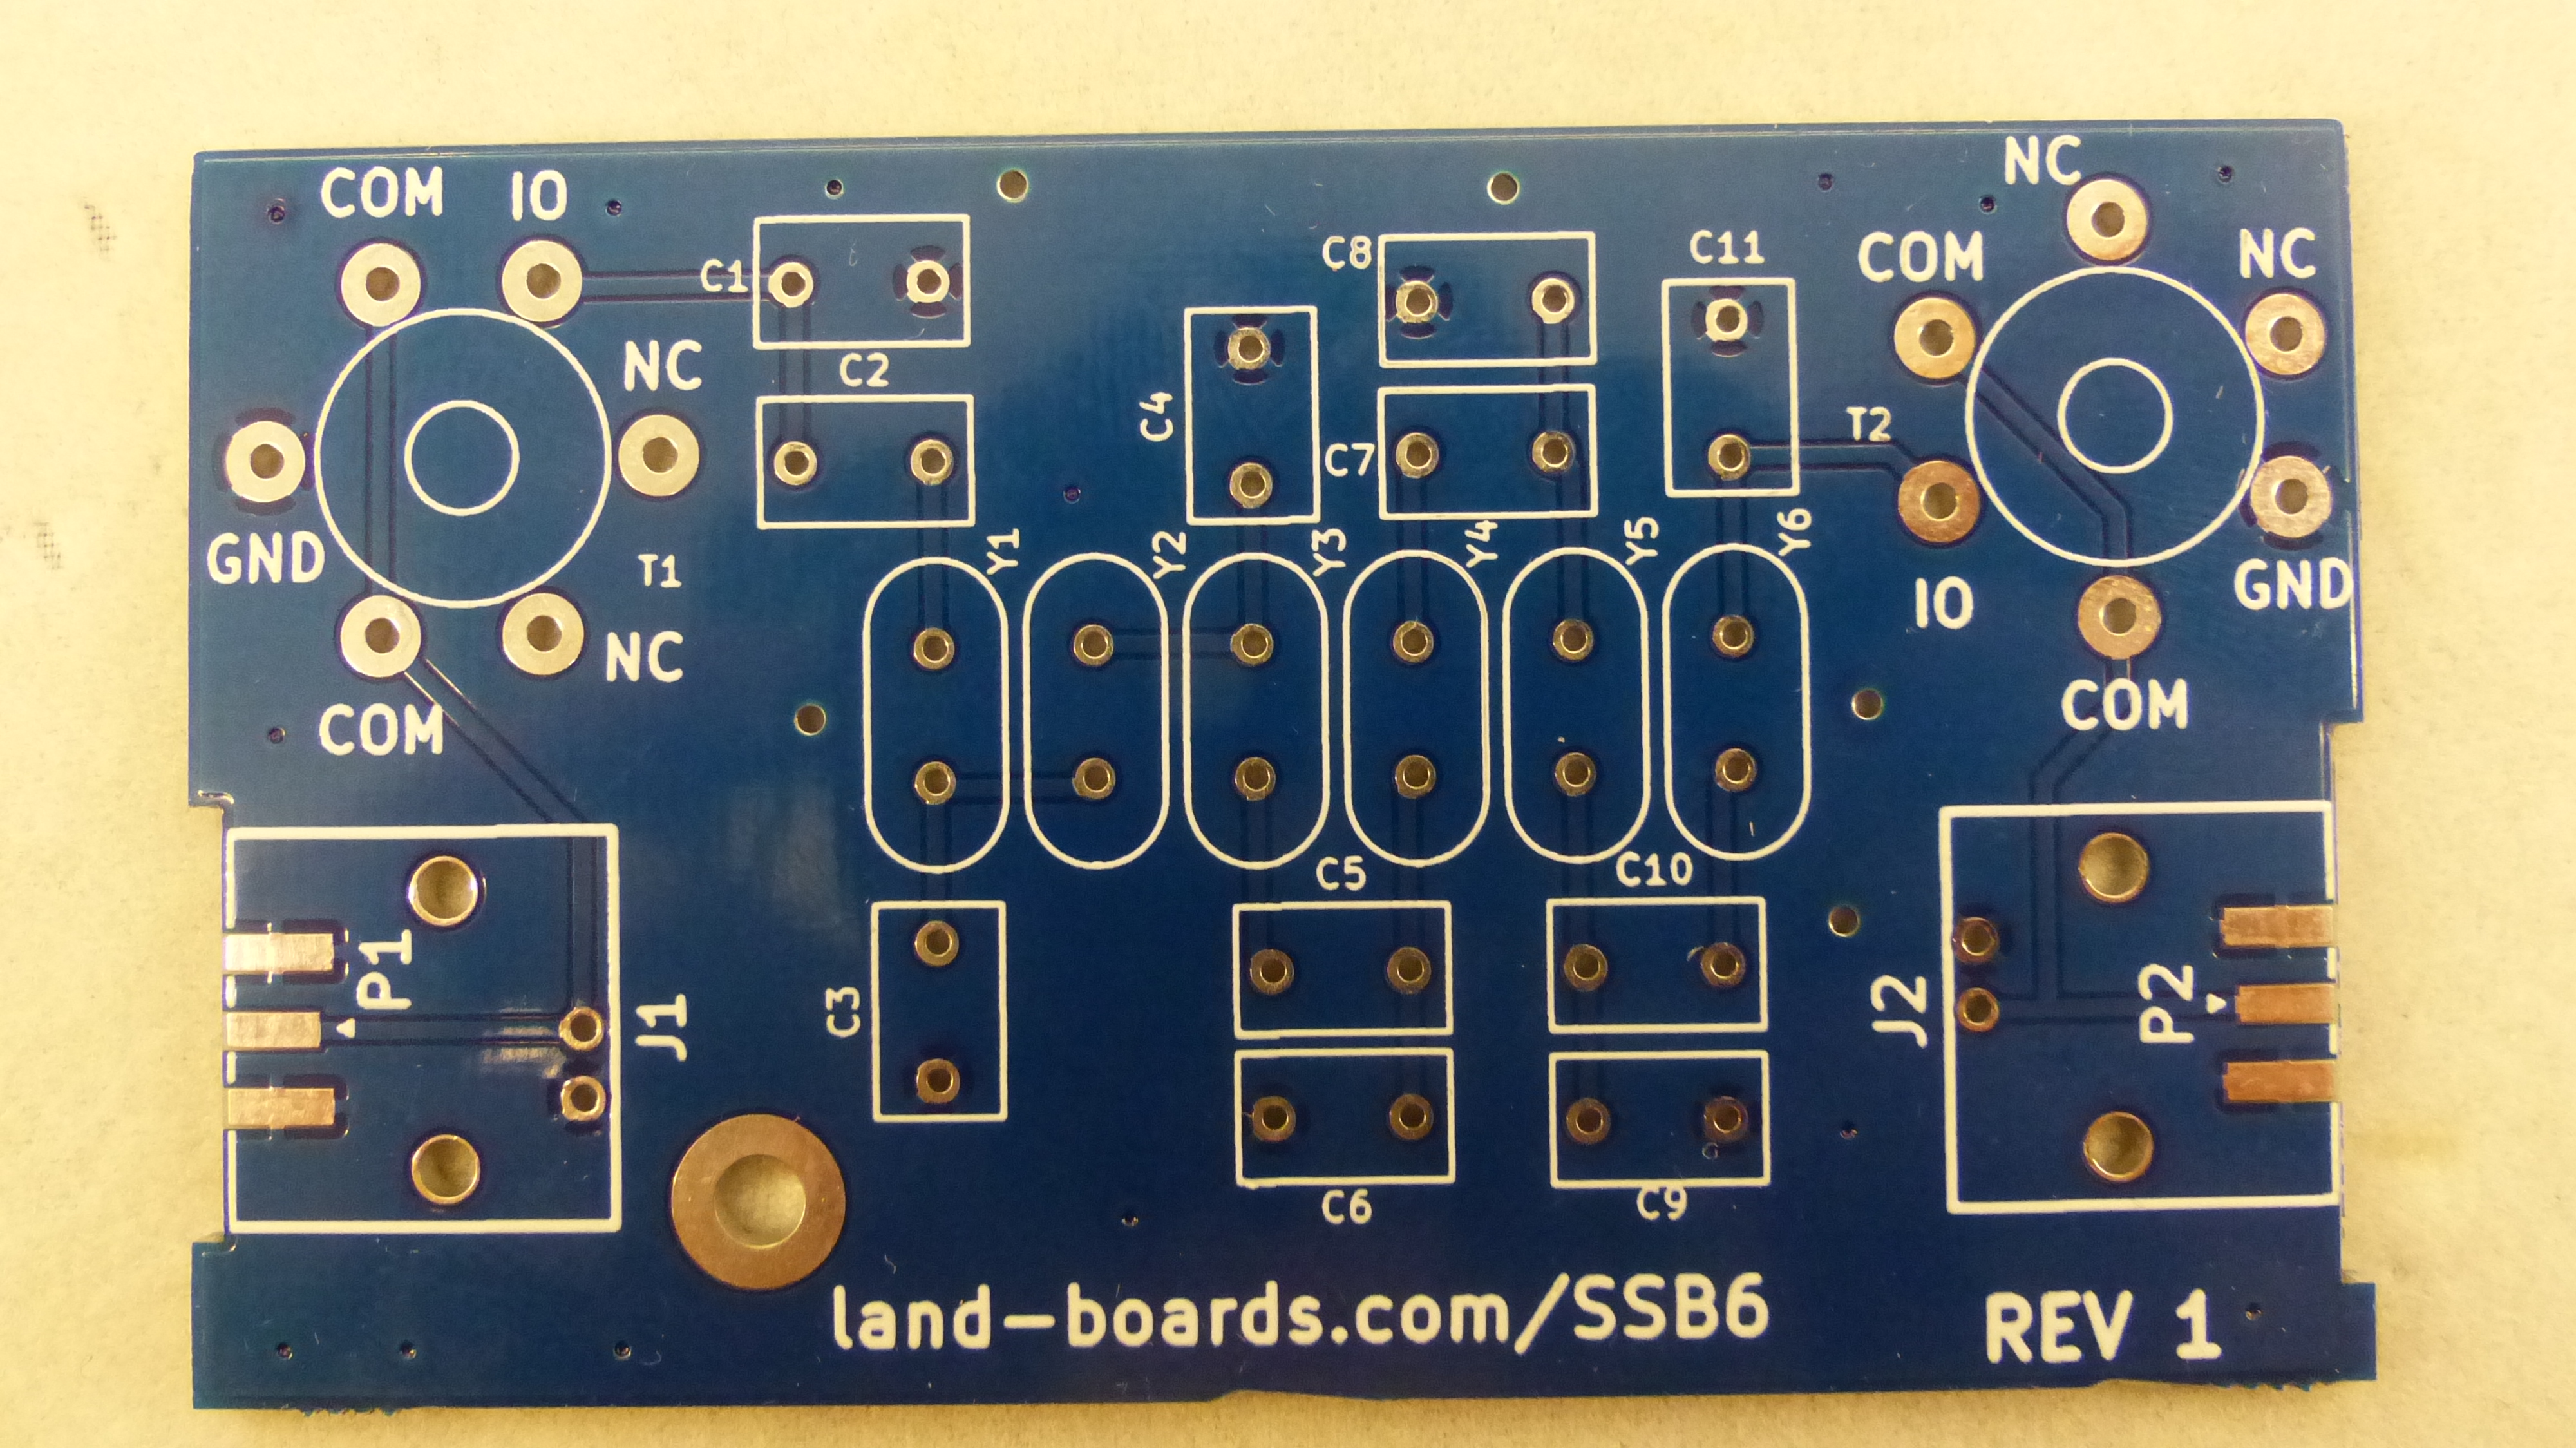 COM
IO
NC
C1
C8
C11
COM
NC
C2
NC
C4
C7
T2
GND
T1
Y1
Y2
Y3
Y4
Y5
Y6
IO
GND
NC
COM
COM
C5
C10
P1
J1
C3
J2
P2
C6
C9
land-boards.com/SSB6
REV 1